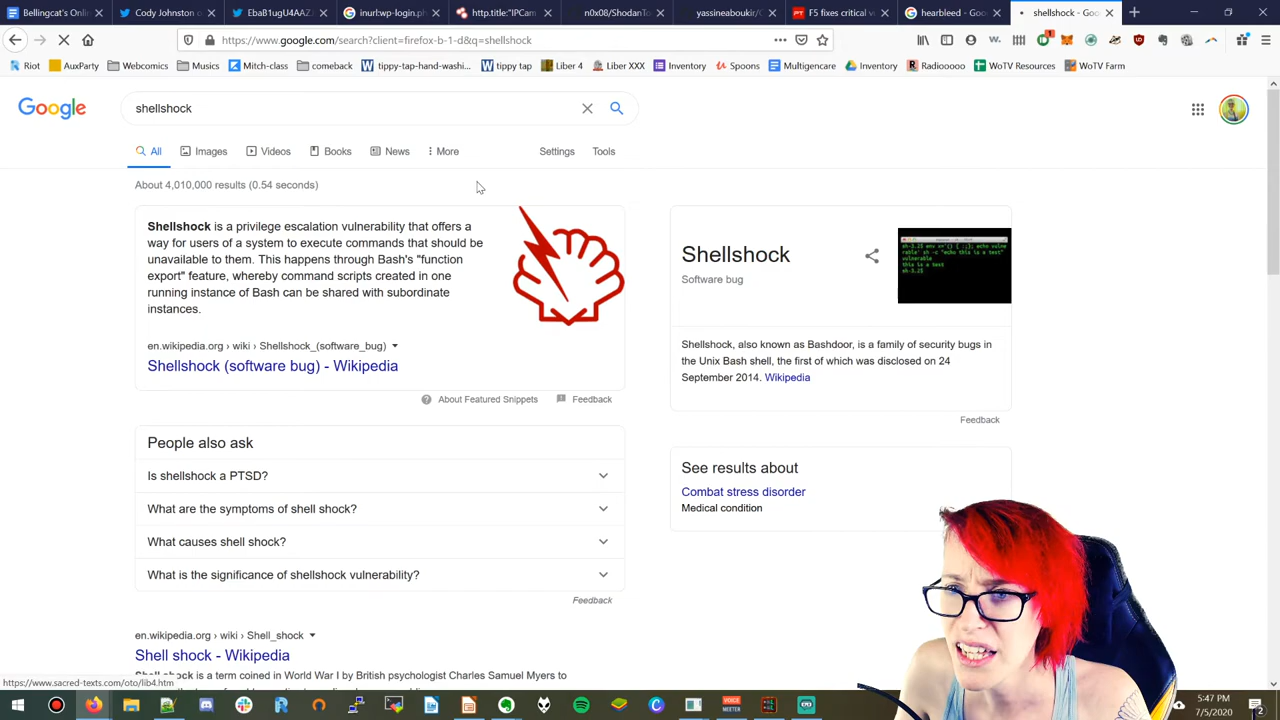 Bellingcat's Onli
Cody Johnston
Eba81ugU4AAZ
andrew-loop
http.title:"IPCam
n0x08/ShodanTo
yassineaboukir/C
F5 fixes critical v
hearbleed - Goo
shellshock - Goo
https://www.google.com/search?client=firefox-b-1-d&q=shellshock
Riot
AuxParty
Webcomics
Musics
Mitch-class
comeback
tippy-tap-hand-washi...
tippy tap
Liber 4
Liber XXX
Inventory
Spoons
Multigencare
Inventory
Radiooooo
WoTV Resources
WoTV Farm
Google
shellshock
All
Images
Videos
Books
News
More
Settings
Tools
About 4,010,000 results (0.54 seconds)
Shellshock is a privilege escalation vulnerability that offers a
way for users of a system to execute commands that should be
unavailable to them. This happens through Bash's "function
export" feature, whereby command scripts created in one
running instance of Bash can be shared with subordinate
instances.
en.wikipedia.org › wiki › Shellshock_(software_bug)
Shellshock (software bug) - Wikipedia
About Featured Snippets
Feedback
Shellshock
Software bug
Shellshock, also known as Bashdoor, is a family of security bugs in
the Unix Bash shell, the first of which was disclosed on 24
September 2014. Wikipedia
Feedback
See results about
Combat stress disorder
Medical condition
People also ask
Is shellshock a PTSD?
What are the symptoms of shell shock?
What causes shell shock?
What is the significance of shellshock vulnerability?
Feedback
en.wikipedia.org › wiki › Shell_shock
Shell shock - Wikipedia
is a term coined in World War I by British psychologist Charles Samuel Myers to
https://www.sacred-texts.com/oto/lib4.htm
VOICE
MEETER
5:47 PM
7/5/2020
2